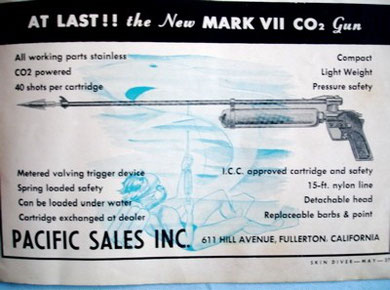 AT LAST!! the New MARK VII CO2 Gun
All working parts stainless
CO2 powered
40 shots per cartridge
Compact
Light Weight
Pressure safety
Metered valving trigger device
Spring loaded safety
Can be loaded under water
Cartridge exchanged at dealer
I.C.C. approved cartridge and safety
15-ft. nylon line
Detachable head
Replaceable barbs & point
PACIFIC SALES INC. 611 HILL AVENUE, FULLERTON, CALIFORNIA
SKIN DIVER—MAY